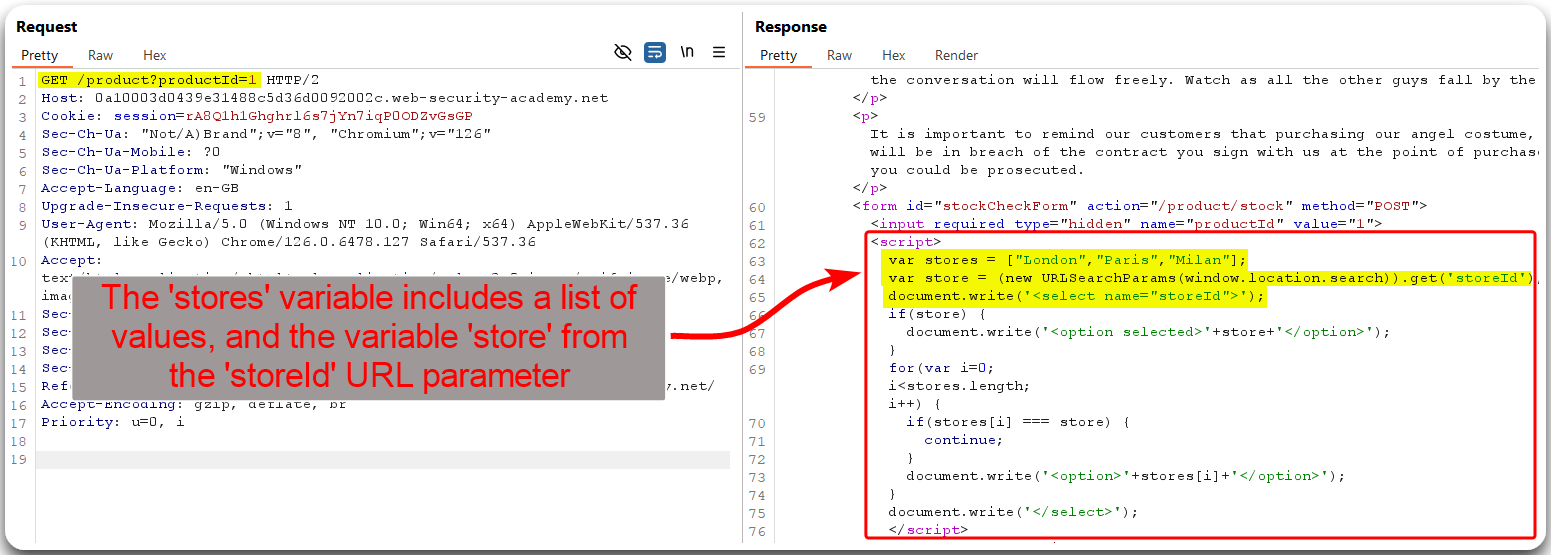 Request
Pretty Raw Hex
\n
1 GET /product?productId=1 HTTP/2
2 Host: 0a10003d0439e31488c5d36d0092002c.web-security-academy.net
3 Cookie: session=rA8Qlh1Ghghrl6s7jYn7iqP0ODZvGsGP
4 Sec-Ch-Ua: "Not/A)Brand";v="8", "Chromium";v="126"
5 Sec-Ch-Ua-Mobile: ?0
6 Sec-Ch-Ua-Platform: "Windows"
7 Accept-Language: en-GB
8 Upgrade-Insecure-Requests: 1
9 User-Agent: Mozilla/5.0 (Windows NT 10.0; Win64; x64) AppleWebKit/537.36
(KHTML, like Gecko) Chrome/126.0.6478.127 Safari/537.36
10 Accept:
11 Sec-
12 Sec-
13 Sec-
14 Sec-
15 Ref
16 Accept-Encoding: gzip, deflate, br
17 Priority: u=0, i
18
19
The 'stores' variable includes a list of
values, and the variable 'store' from
the 'storeId' URL parameter
Response
Pretty Raw Hex Render
the conversation will flow freely. Watch as all the other guys fall by the
</p>
59 <p>
It is important to remind our customers that purchasing our angel costume,
will be in breach of the contract you sign with us at the point of purchas
you could be prosecuted.
</p>
60 <form id="stockCheckForm" action="/product/stock" method="POST">
61 <input required type="hidden" name="productId" value="1">
62 <script>
63 var stores = ["London","Paris","Milan"];
64 var store = (new URLSearchParams(window.location.search)).get('storeId')
65 document.write('<select name="storeId">');
66 if(store) {
67 document.write('<option selected>'+store+'</option>');
68 }
69 for(var i=0;
i<stores.length;
i++) {
70 if(stores[i] === store) {
71 continue;
72 }
73 document.write('<option>'+stores[i]+'</option>');
74 }
75 document.write('</select>');
76 </script>